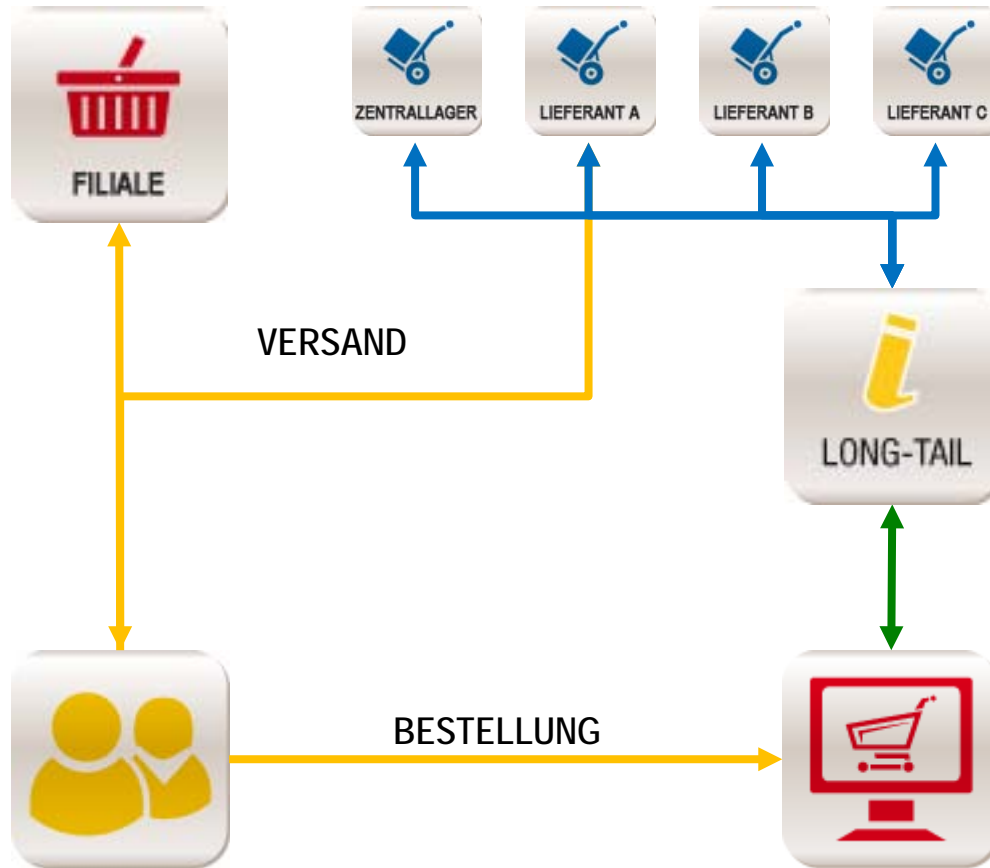 ZENTRALLAGER
LIEFERANT A
LIEFERANT B
LIEFERANT C
FILIALE
VERSAND
LONG-TAIL
BESTELLUNG